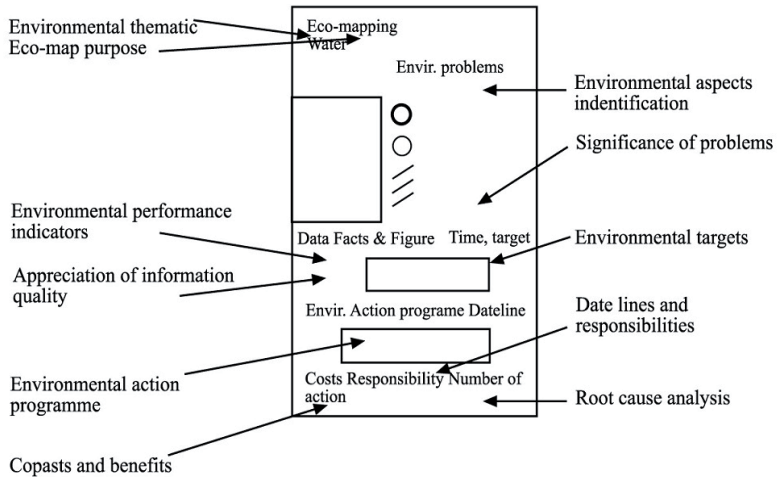 Environmental thematic
Eco-map purpose
Eco-mapping
Water
Envir. problems
Environmental aspects
indentification
Significance of problems
Environmental performance
indicators
Data Facts & Figure Time, target
Environmental targets
Appreciation of information
quality
Envir. Action programe Dateline
Date lines and
responsibilities
Environmental action
programme
Costs Responsibility Number of
action
Root cause analysis
Copasts and benefits